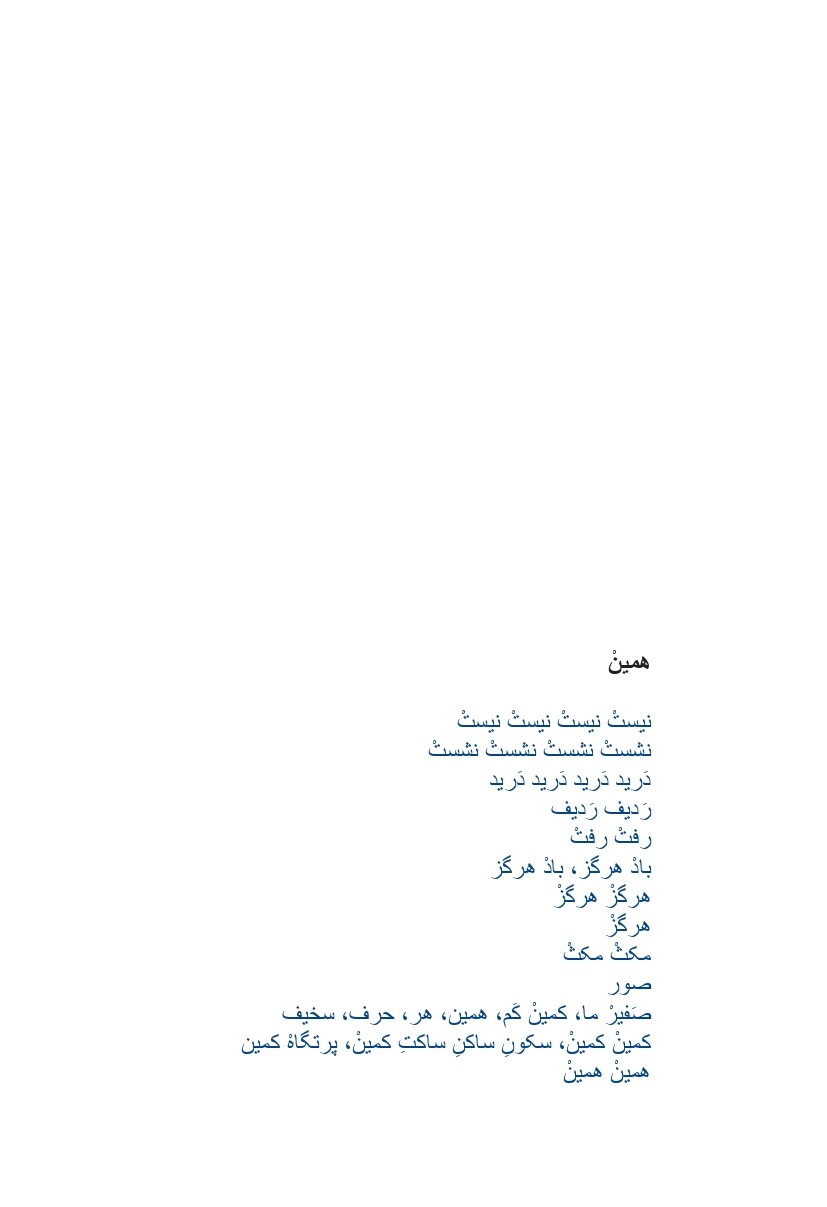 همینْ
نیستْ نیستْ نیستْ نیستْ
نشستْ نشستْ نشستْ نشستْ
دَرید دَرید دَرید دَرید
رَدیف رَدیف
رفتْ رفتْ
بادْ هرگز، بادْ هرگز
هرگزْ هرگزْ
هرگزْ
مکثْ مکثْ
صور
صَفیرْ ما، کمینْ کَم، همین، هر، حرف، سخیف
کمینْ کمینْ، سکونِ ساکنِ ساکتِ کمینْ، پرتگاهْ کمین
همینْ همینْ